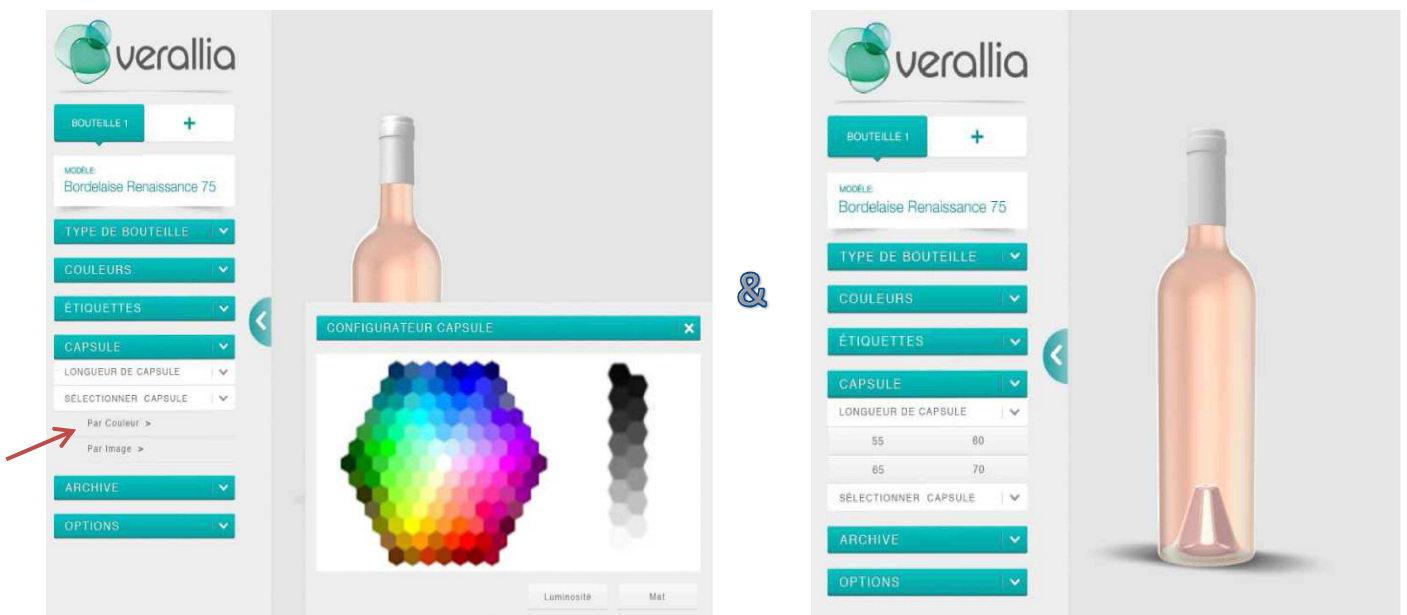 verallia
BOUTEILLE 1 +
MODÈLE:
Bordelaise Renaissance 75
TYPE DE BOUTEILLE
COULEURS
ÉTIQUETTES
CAPSULE
LONGUEUR DE CAPSULE
SÉLECTIONNER CAPSULE
Par Couleur >
Par Image >
ARCHIVE
OPTIONS
CONFIGURATEUR CAPSULE
Luminosité Mat
&
verallia
BOUTEILLE 1 +
MODÈLE:
Bordelaise Renaissance 75
TYPE DE BOUTEILLE
COULEURS
ÉTIQUETTES
CAPSULE
LONGUEUR DE CAPSULE
55 60
65 70
SÉLECTIONNER CAPSULE
ARCHIVE
OPTIONS